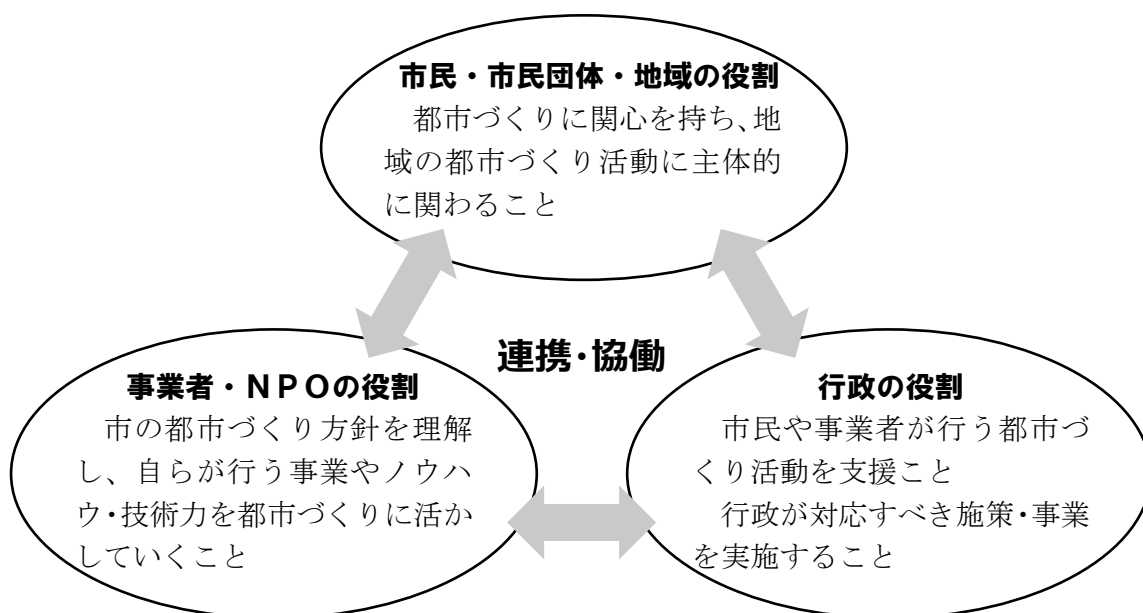 市民・市民団体・地域の役割
都市づくりに関心を持ち、地
域の都市づくり活動に主体的
に関わること
連携・協働
事業者・ＮＰＯの役割
市の都市づくり方針を理解
し、自らが行う事業やノウハ
ウ・技術力を都市づくりに活か
していくこと
行政の役割
市民や事業者が行う都市づ
くり活動を支援こと
行政が対応すべき施策・事業
を実施すること